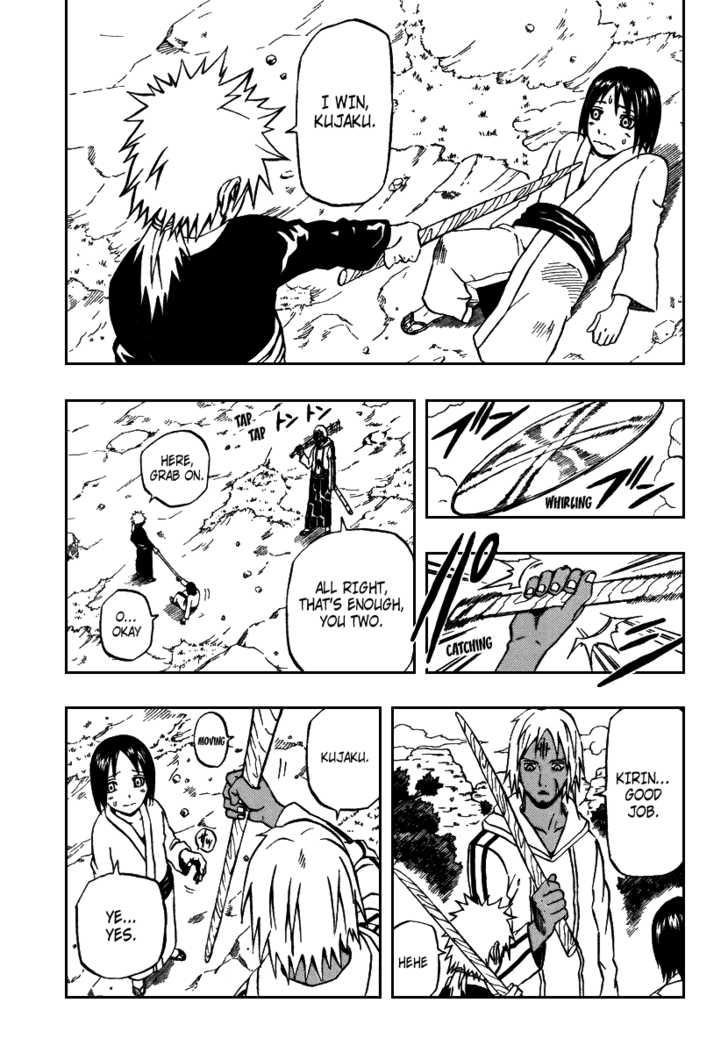 I WIN,
KUJAKU.
WHIRLING
CATCHING
トン トン
TAP
TAP
ALL RIGHT,
THAT'S ENOUGH,
YOU TWO.
HERE,
GRAB ON.
O...
OKAY
KIRIN...
GOOD
JOB.
HEHE
KUJAKU.
MOVING
YE...
YES.